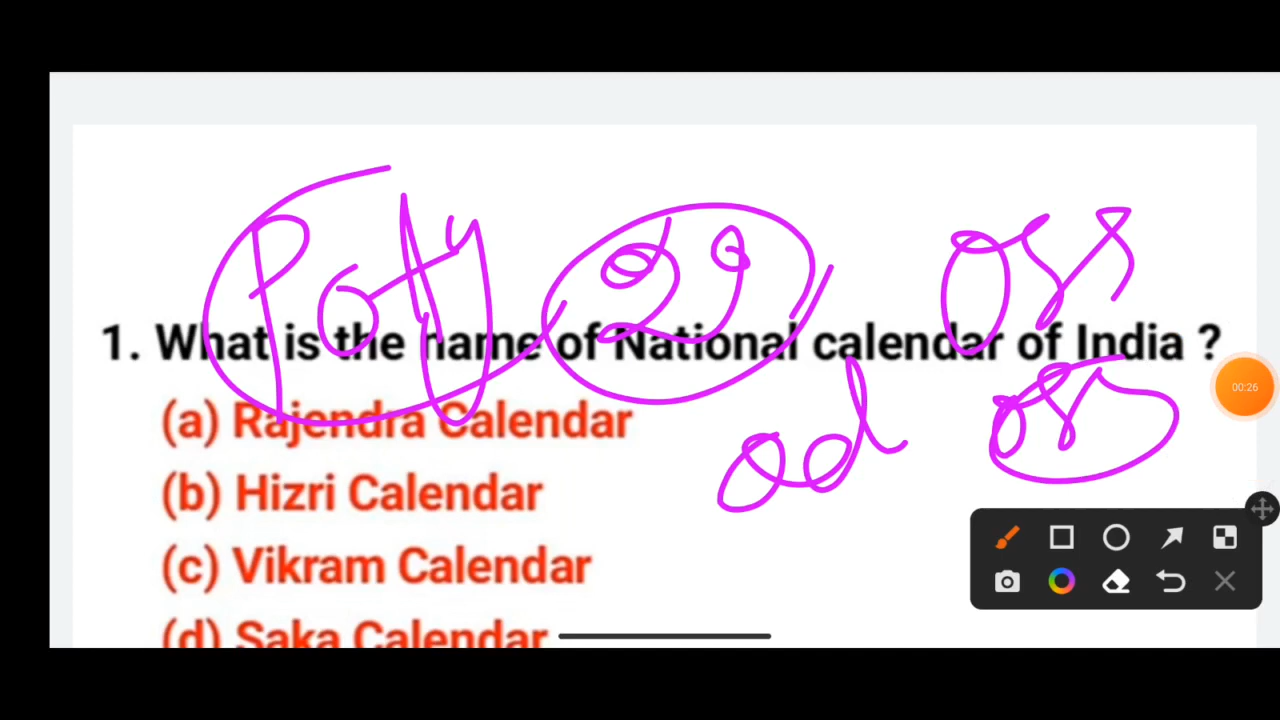 1. What is the name of National calendar of India ?
(a) Rajendra Calendar
(b) Hizri Calendar
(c) Vikram Calendar
(d) Saka Calendar
00:26